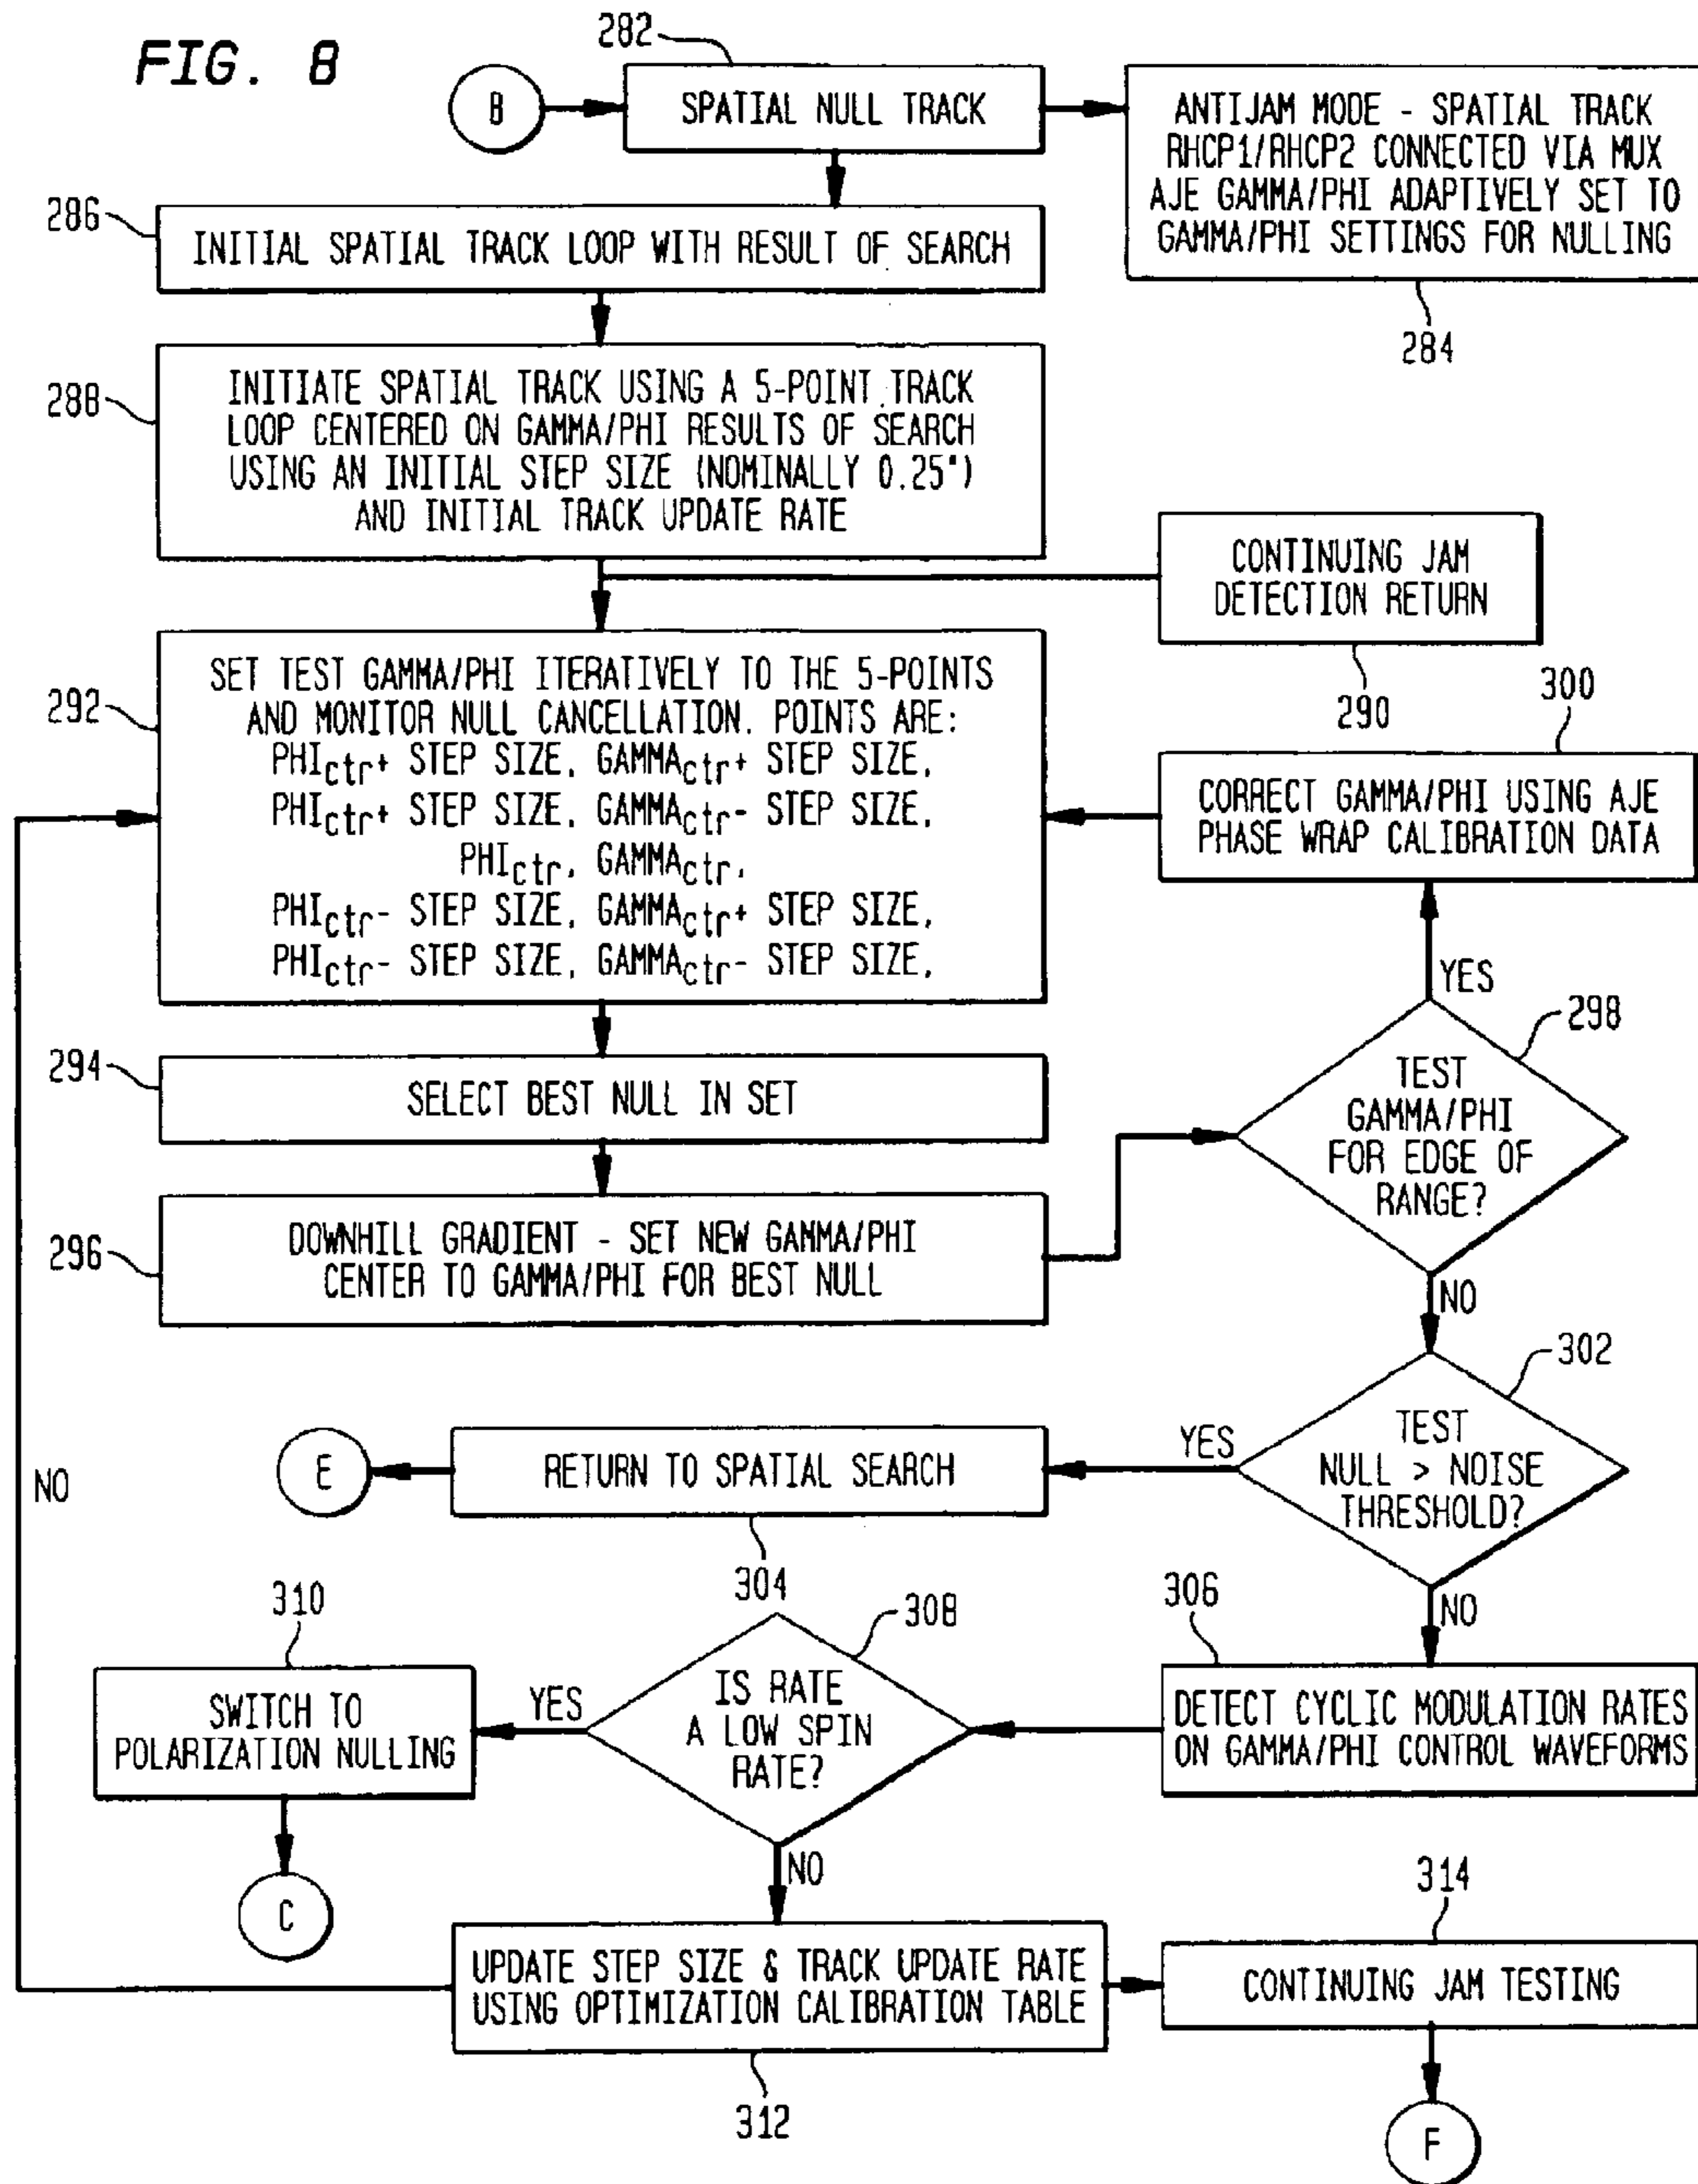 FIG. 8
282
B
SPATIAL NULL TRACK
ANTIJAM MODE - SPATIAL TRACK
RHCP1/RHCP2 CONNECTED VIA MUX
AJE GAMMA/PHI ADAPTIVELY SET TO
GAMMA/PHI SETTINGS FOR NULLING
284
286
INITIAL SPATIAL TRACK LOOP WITH RESULT OF SEARCH
288
INITIATE SPATIAL TRACK USING A 5-POINT TRACK
LOOP CENTERED ON GAMMA/PHI RESULTS OF SEARCH
USING AN INITIAL STEP SIZE (NOMINALLY 0.25°)
AND INITIAL TRACK UPDATE RATE
CONTINUING JAM
DETECTION RETURN
290
292
SET TEST GAMMA/PHI ITERATIVELY TO THE 5-POINTS
AND MONITOR NULL CANCELLATION. POINTS ARE:
PHIctr+ STEP SIZE, GAMMActr+ STEP SIZE,
PHIctr+ STEP SIZE, GAMMActr- STEP SIZE,
PHIctr, GAMMActr,
PHIctr- STEP SIZE, GAMMActr+ STEP SIZE,
PHIctr- STEP SIZE, GAMMActr- STEP SIZE,
300
CORRECT GAMMA/PHI USING AJE
PHASE WRAP CALIBRATION DATA
YES
298
TEST
GAMMA/PHI
FOR EDGE OF
RANGE?
NO
294
SELECT BEST NULL IN SET
296
DOWNHILL GRADIENT - SET NEW GAMMA/PHI
CENTER TO GAMMA/PHI FOR BEST NULL
302
TEST
NULL > NOISE
THRESHOLD?
YES
NO
E
RETURN TO SPATIAL SEARCH
304
NO
306
DETECT CYCLIC MODULATION RATES
ON GAMMA/PHI CONTROL WAVEFORMS
308
IS RATE
A LOW SPIN
RATE?
YES
NO
310
SWITCH TO
POLARIZATION NULLING
C
UPDATE STEP SIZE & TRACK UPDATE RATE
USING OPTIMIZATION CALIBRATION TABLE
312
314
CONTINUING JAM TESTING
F